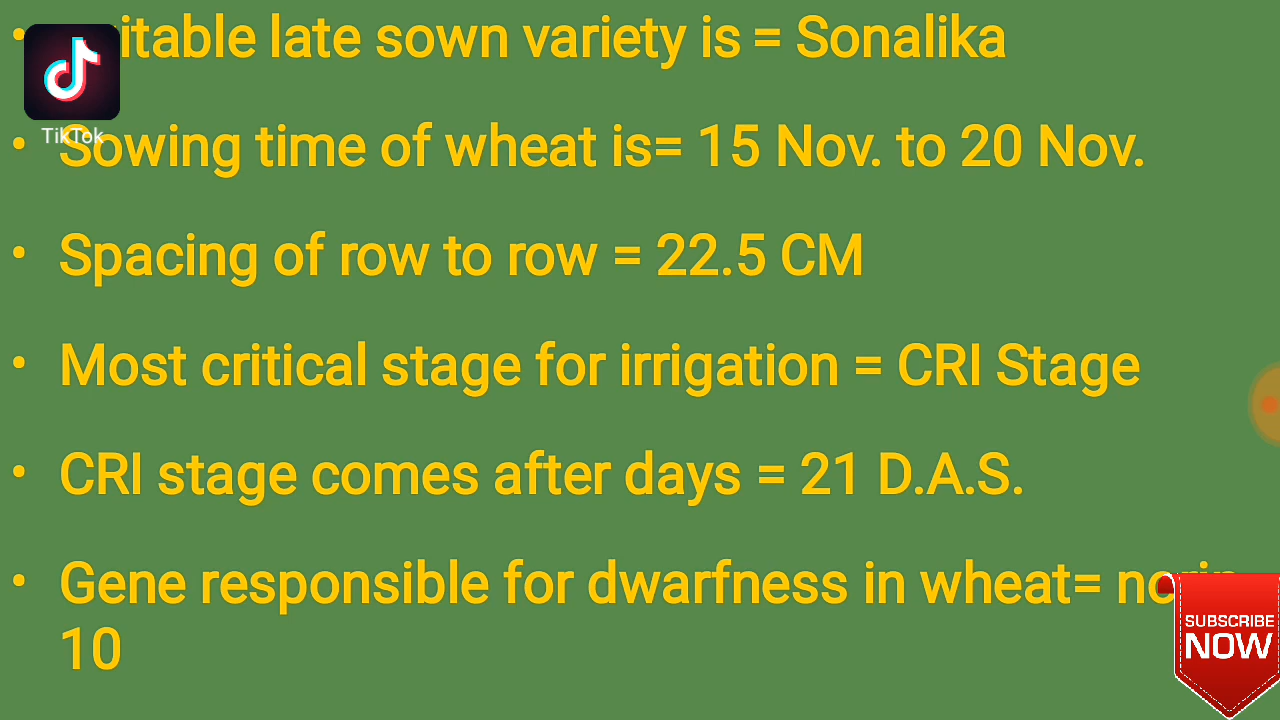 late sown variety is = Sonalika
TikTok
Sowing time of wheat is= 15 Nov. to 20 Nov.
Spacing of row to row = 22.5 CM
Most critical stage for irrigation = CRI Stage
CRI stage comes after days = 21 D.A.S.
Gene responsible for dwarfness in wheat=
10
SUBSCRIBE
NOW